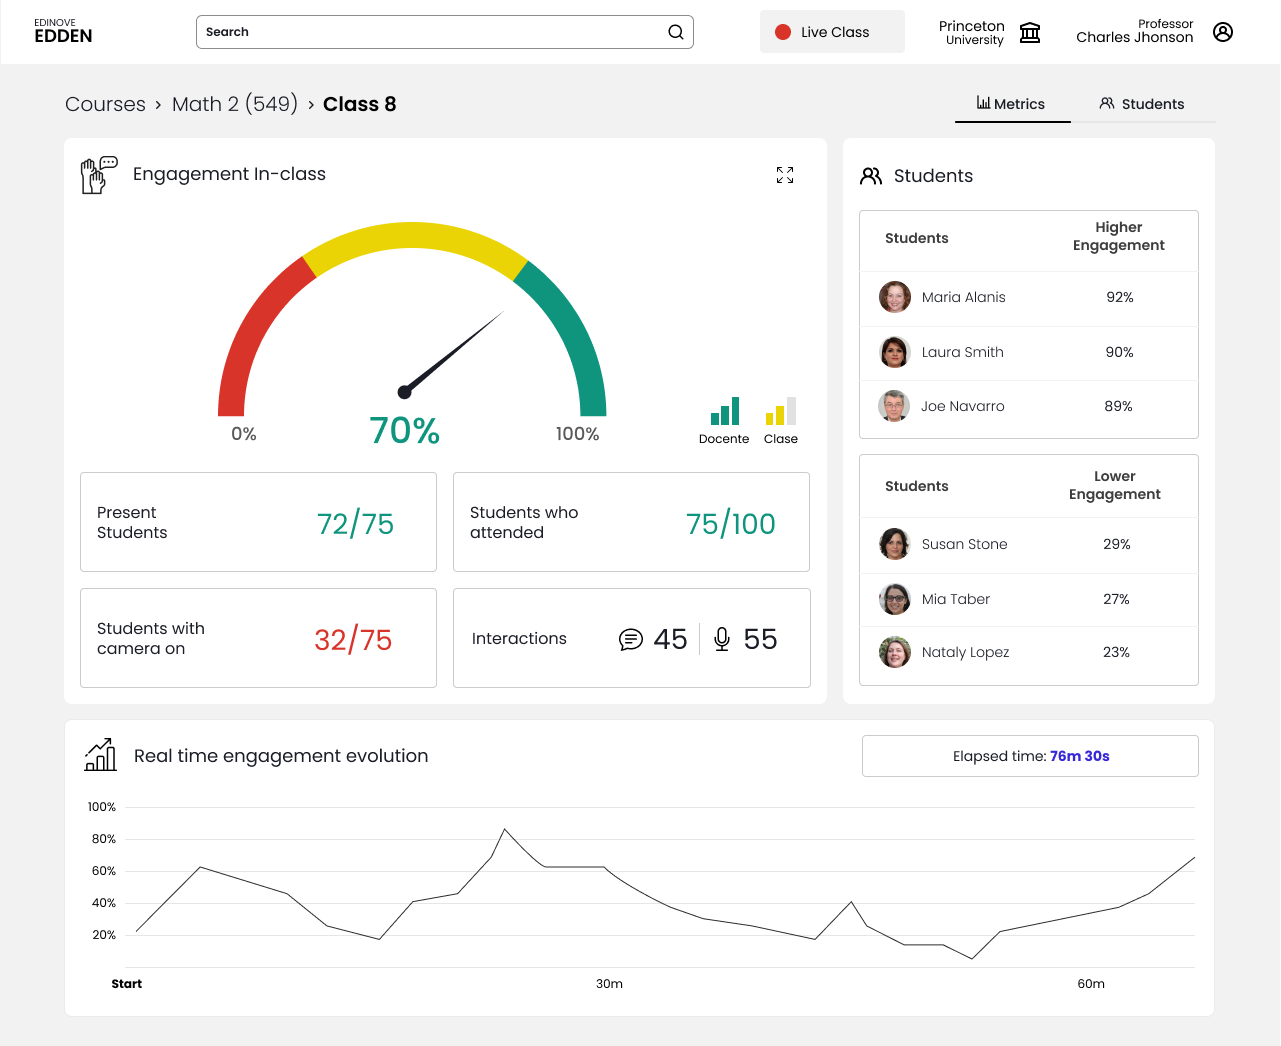 EDINOVE
EDDEN
Search
Live Class
Princeton
University
Professor
Charles Jhonson
Courses › Math 2 (549) › Class 8
Metrics
Students
Engagement In-class
0%
70%
100%
Docente
Clase
Present
Students
72/75
Students who
attended
75/100
Students with
camera on
32/75
Interactions
45
55
Students
Students
Higher
Engagement
Maria Alanis 92%
Laura Smith 90%
Joe Navarro 89%
Students
Lower
Engagement
Susan Stone 29%
Mia Taber 27%
Nataly Lopez 23%
Real time engagement evolution
Elapsed time: 76m 30s
100%
80%
60%
40%
20%
Start
30m
60m